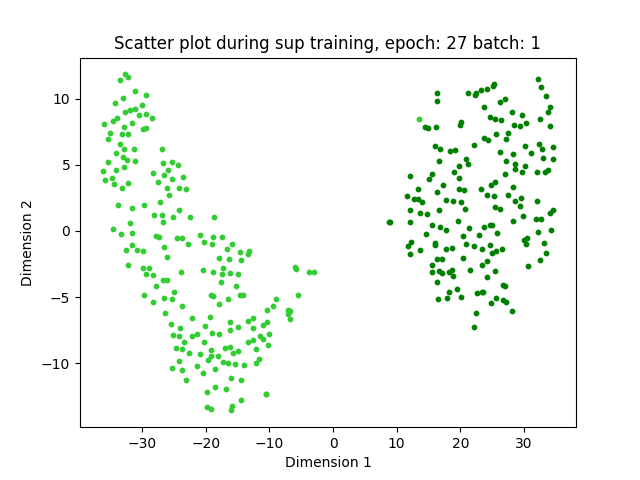 Scatter plot during sup training, epoch: 27 batch: 1
10
5
0
−5
−10
Dimension 2
−30 −20 −10 0 10 20 30
Dimension 1